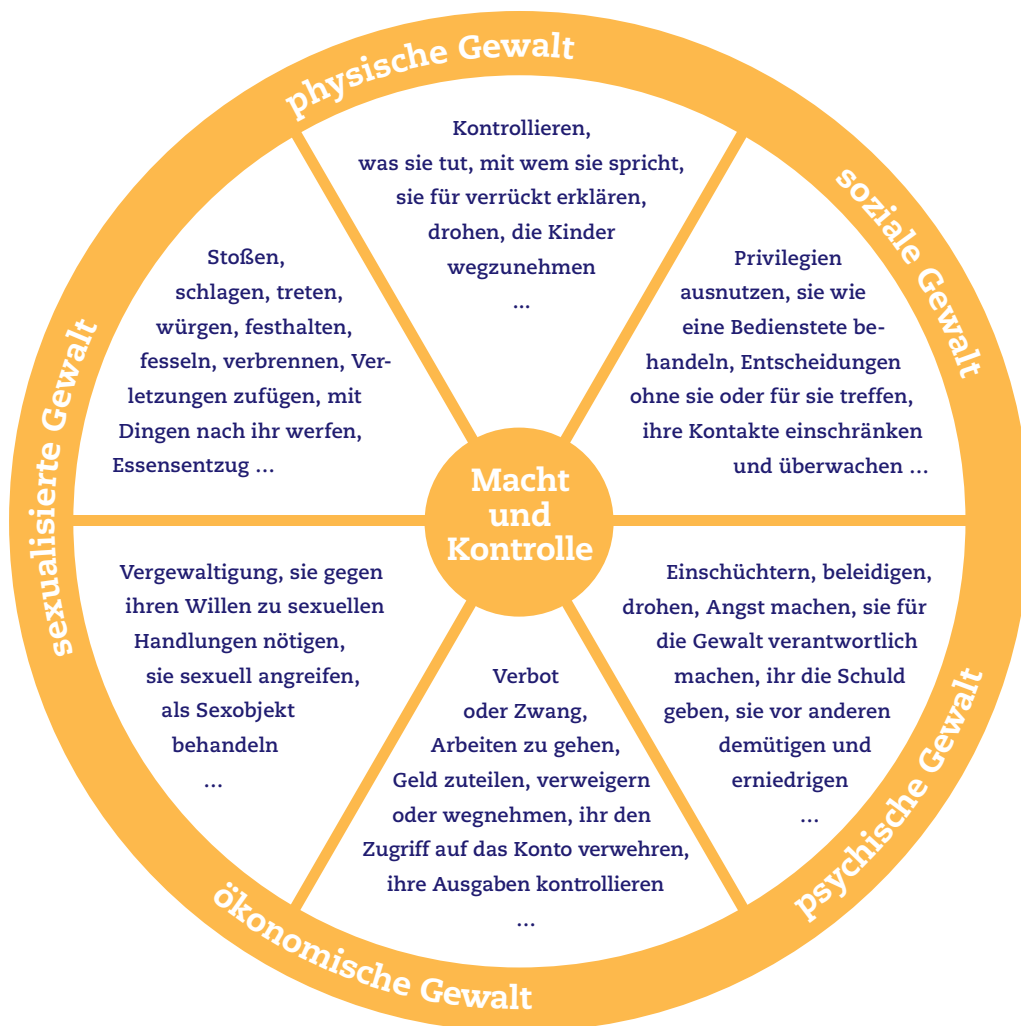 physische Gewalt
Kontrollieren,
was sie tut, mit wem sie spricht,
sie für verrückt erklären,
drohen, die Kinder
wegzunehmen
...
soziale Gewalt
Privilegien
ausnutzen, sie wie
eine Bedienstete be-
handeln, Entscheidungen
ohne sie oder für sie treffen,
ihre Kontakte einschränken
und überwachen ...
psychische Gewalt
Einschüchtern, beleidigen,
drohen, Angst machen, sie für
die Gewalt verantwortlich
machen, ihr die Schuld
geben, sie vor anderen
demütigen und
erniedrigen
...
ökonomische Gewalt
Verbot
oder Zwang,
Arbeiten zu gehen,
Geld zuteilen, verweigern
oder wegnehmen, ihr den
Zugriff auf das Konto verwehren,
ihre Ausgaben kontrollieren
...
sexualisierte Gewalt
Vergewaltigung, sie gegen
ihren Willen zu sexuellen
Handlungen nötigen,
sie sexuell angreifen,
als Sexobjekt
behandeln
...
Stoßen,
schlagen, treten,
würgen, festhalten,
fesseln, verbrennen, Ver-
letzungen zufügen, mit
Dingen nach ihr werfen,
Essensentzug ...
Macht
und
Kontrolle